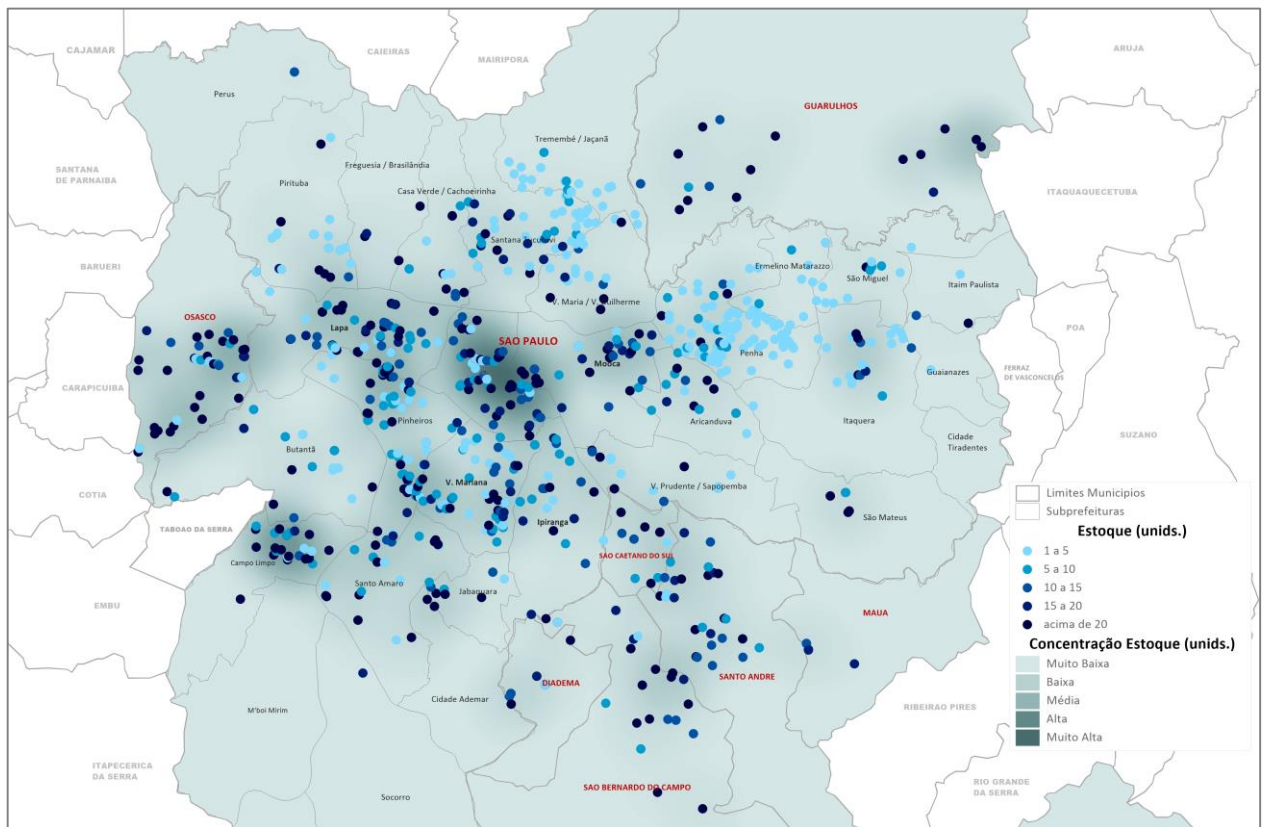 CAJAMAR
CAIEIRAS
MAIRIPORA
ARUJA
Perus
GUARULHOS
Tremembé / Jaçanã
SANTANA
DE PARNAIBA
Freguesia / Brasilândia
Pirituba
Casa Verde / Cachoeirinha
ITAQUAQUECETUBA
Santana Tucuruvi
BARUERI
Ermelino Matarazzo
São Miguel
Itaim Paulista
V. Maria / V. Guilherme
OSASCO
Lapa
POA
SAO PAULO
Penha
Mooca
Guaianazes
FERRAZ
DE VASCONCELOS
CARAPICUIBA
Pinheiros
Aricanduva
Itaquera
SUZANO
Cidade
Tiradentes
Butantã
V. Mariana
V. Prudente / Sapopemba
COTIA
TABOAO DA SERRA
Ipiranga
São Mateus
SAO CAETANO DO SUL
Campo Limpo
Santo Amaro
Jabaquara
EMBU
MAUA
SANTO ANDRE
DIADEMA
Cidade Ademar
M'boi Mirim
RIBEIRAO PIRES
ITAPECERICA
DA SERRA
SAO BERNARDO DO CAMPO
RIO GRANDE
DA SERRA
Socorro
Limites Municipios
Subprefeituras
Estoque (unids.)
1 a 5
5 a 10
10 a 15
15 a 20
acima de 20
Concentração Estoque (unids.)
Muito Baixa
Baixa
Média
Alta
Muito Alta